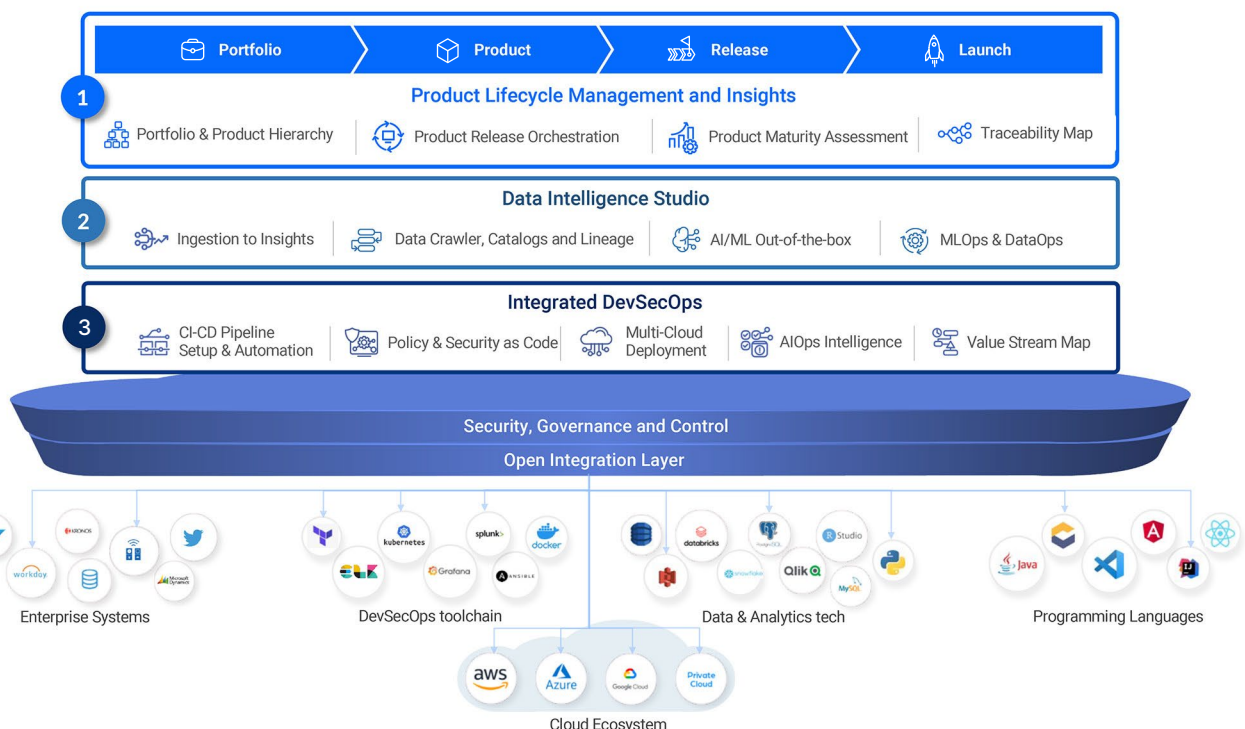 Portfolio
Product
Release
Launch
1
Product Lifecycle Management and Insights
Portfolio & Product Hierarchy
Product Release Orchestration
Product Maturity Assessment
Traceability Map
2
Data Intelligence Studio
Ingestion to Insights
Data Crawler, Catalogs and Lineage
AI/ML Out-of-the-box
MLOps & DataOps
3
Integrated DevSecOps
CI-CD Pipeline
Setup & Automation
Policy & Security as Code
Multi-Cloud
Deployment
AIOps Intelligence
Value Stream Map
Security, Governance and Control
Open Integration Layer
KRONOS
workday
Microsoft
Dynamics
Enterprise Systems
kubernetes
splunk>
docker
Grafana
ANSIBLE
DevSecOps toolchain
databricks
PostgreSQL
R Studio
snowflake
Qlik
MySQL
Data & Analytics tech
Java
A
IJ
Programming Languages
aws
Azure
Google Cloud
Private
Cloud
Cloud Ecosystem